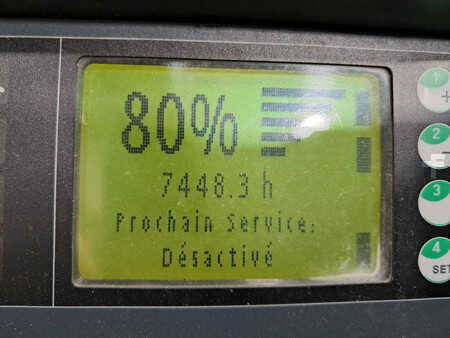 80%
7448.3 h
Prochain Service:
Désactivé
1
+
2
3
4
SET